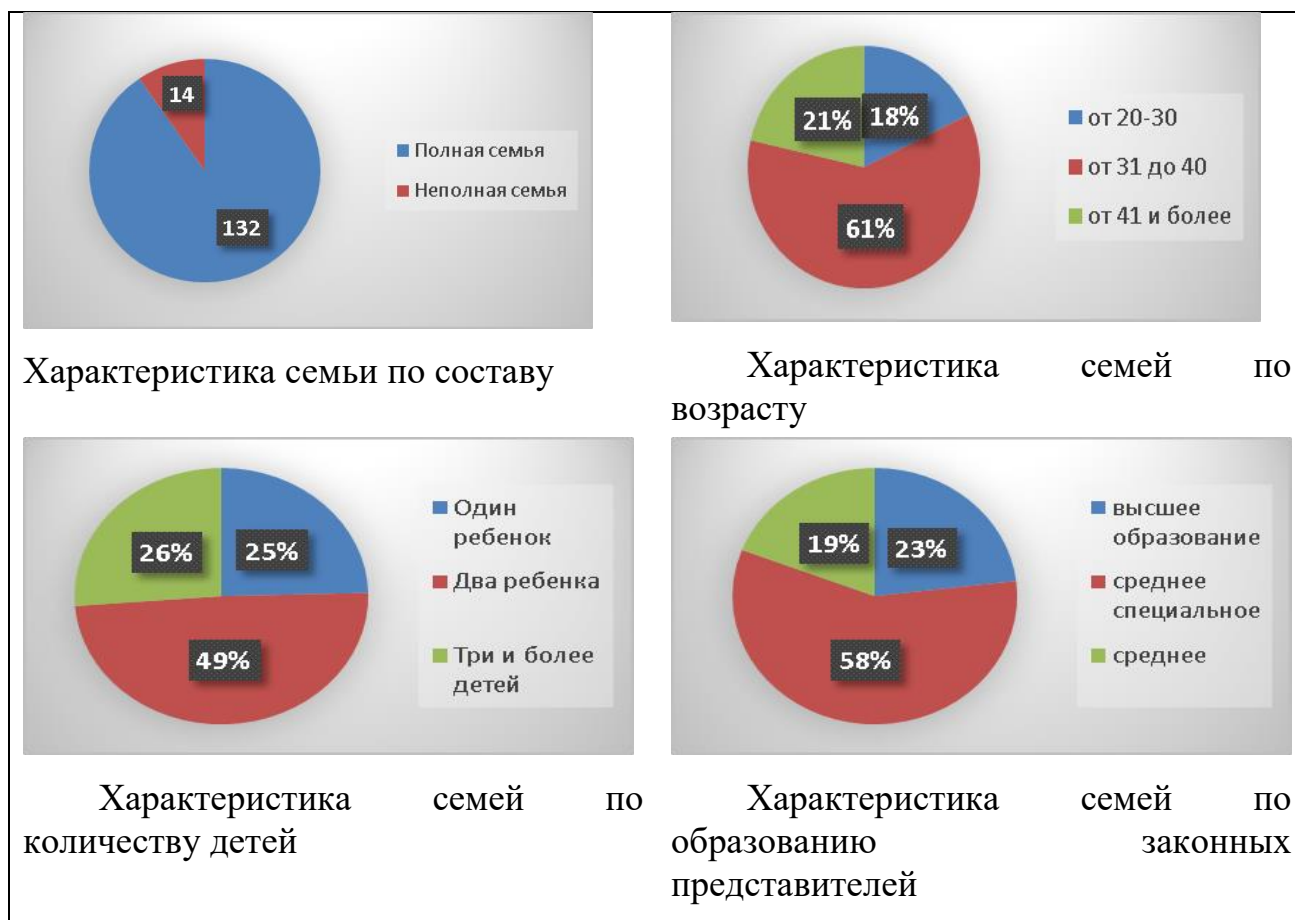 14
132
Полная семья
Неполная семья
Характеристика семьи по составу
21% 18%
61%
от 20-30
от 31 до 40
от 41 и более
Характеристика семей по
возрасту
26% 25%
49%
Один
ребенок
Два ребенка
Три и более
детей
Характеристика семей по
количеству детей
19% 23%
58%
высшее
образование
среднее
специальное
среднее
Характеристика семей по
образованию законных
представителей